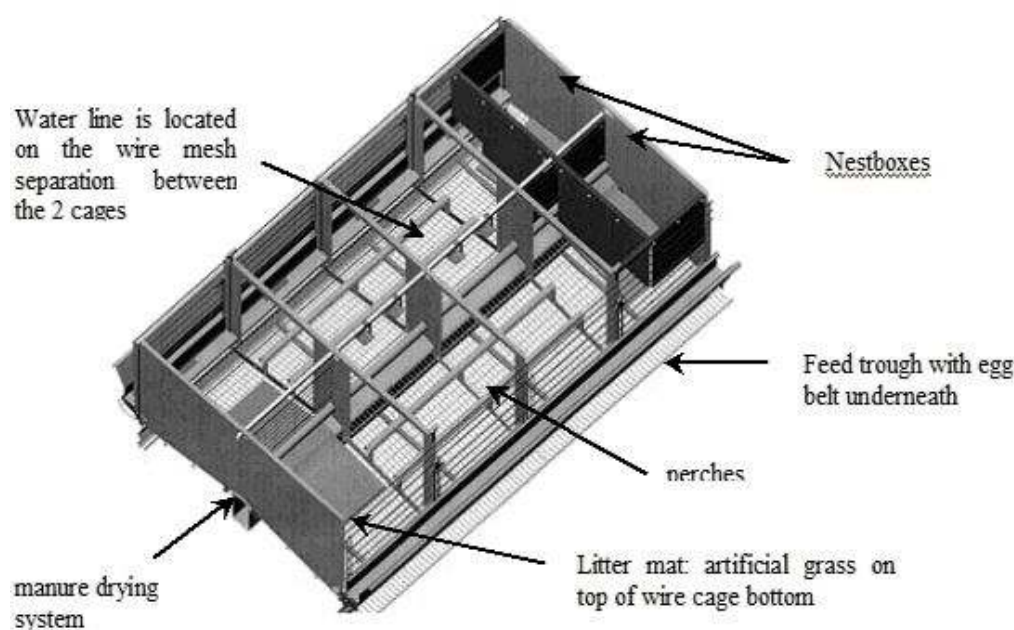 Water line is located
on the wire mesh
separation between
the 2 cages
Nestboxes
Feed trough with egg
belt underneath
perches
Litter mat: artificial grass on
top of wire cage bottom
manure drying
system